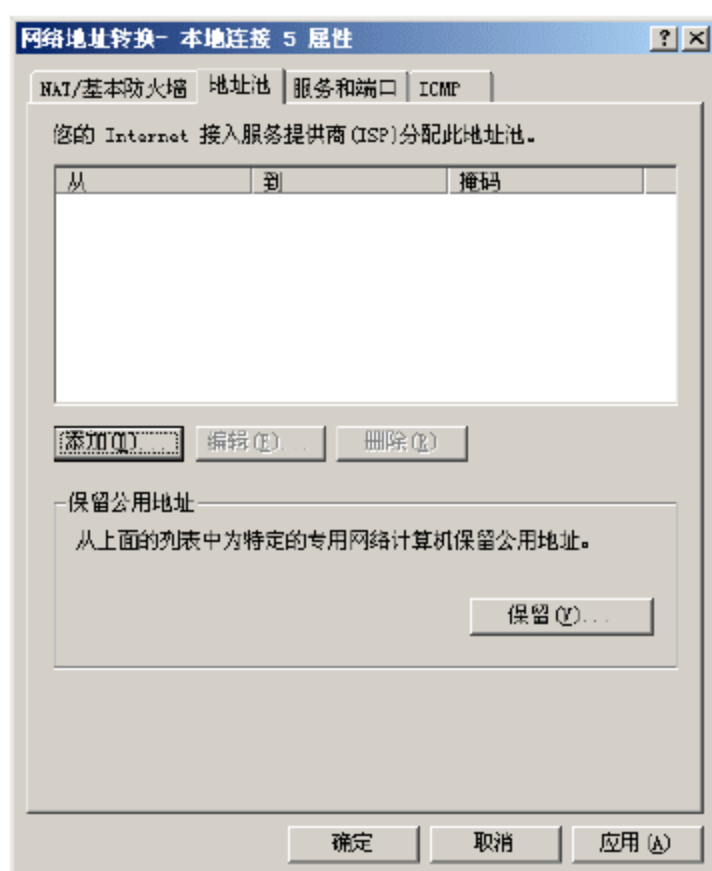 网络地址转换- 本地连接 5 属性
NAT/基本防火墙 地址池 服务和端口 ICMP
您的 Internet 接入服务提供商(ISP)分配此地址池。
从 到 掩码
添加(D)... 编辑(E)... 删除(R)
保留公用地址
从上面的列表中为特定的专用网络计算机保留公用地址。
保留(V)...
确定 取消 应用(A)